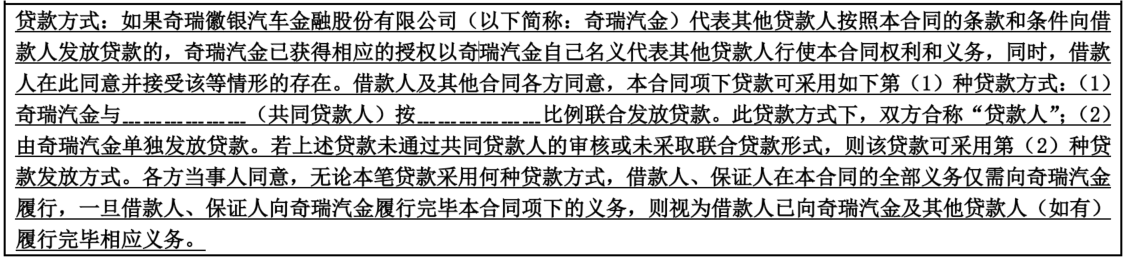 贷款方式：如果奇瑞徽银汽车金融股份有限公司（以下简称：奇瑞汽金）代表其他贷款人按照本合同的条款和条件向借
款人发放贷款的，奇瑞汽金已获得相应的授权以奇瑞汽金自己名义代表其他贷款人行使本合同权利和义务，同时，借款
人在此同意并接受该等情形的存在。借款人及其他合同各方同意，本合同项下贷款可采用如下第（1）种贷款方式：（1）
奇瑞汽金与________________（共同贷款人）按________________比例联合发放贷款。此贷款方式下，双方合称“贷款人”；（2）
由奇瑞汽金单独发放贷款。若上述贷款未通过共同贷款人的审核或未采取联合贷款形式，则该贷款可采用第（2）种贷
款发放方式。各方当事人同意，无论本笔贷款采用何种贷款方式，借款人、保证人在本合同的全部义务仅需向奇瑞汽金
履行，一旦借款人、保证人向奇瑞汽金履行完毕本合同项下的义务，则视为借款人已向奇瑞汽金及其他贷款人（如有）
履行完毕相应义务。